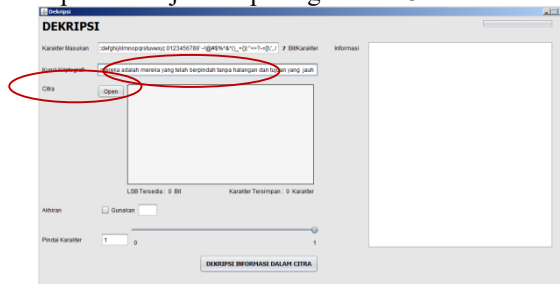 Dekripsi
DEKRIPSI
Karakter Masukan
7 Bit/Karakter
Informasi
Kunci Kriptografi
mereka adalah mereka yang telah berpindah tanpa halangan dan tujuan yang jauh
Citra
Open
LSB Tersedia : 0 Bit
Karakter Tersimpan : 0 Karakter
Akhiran
Gunakan
Pindai Karakter
1
0
1
DEKRIPSI INFORMASI DALAM CITRA